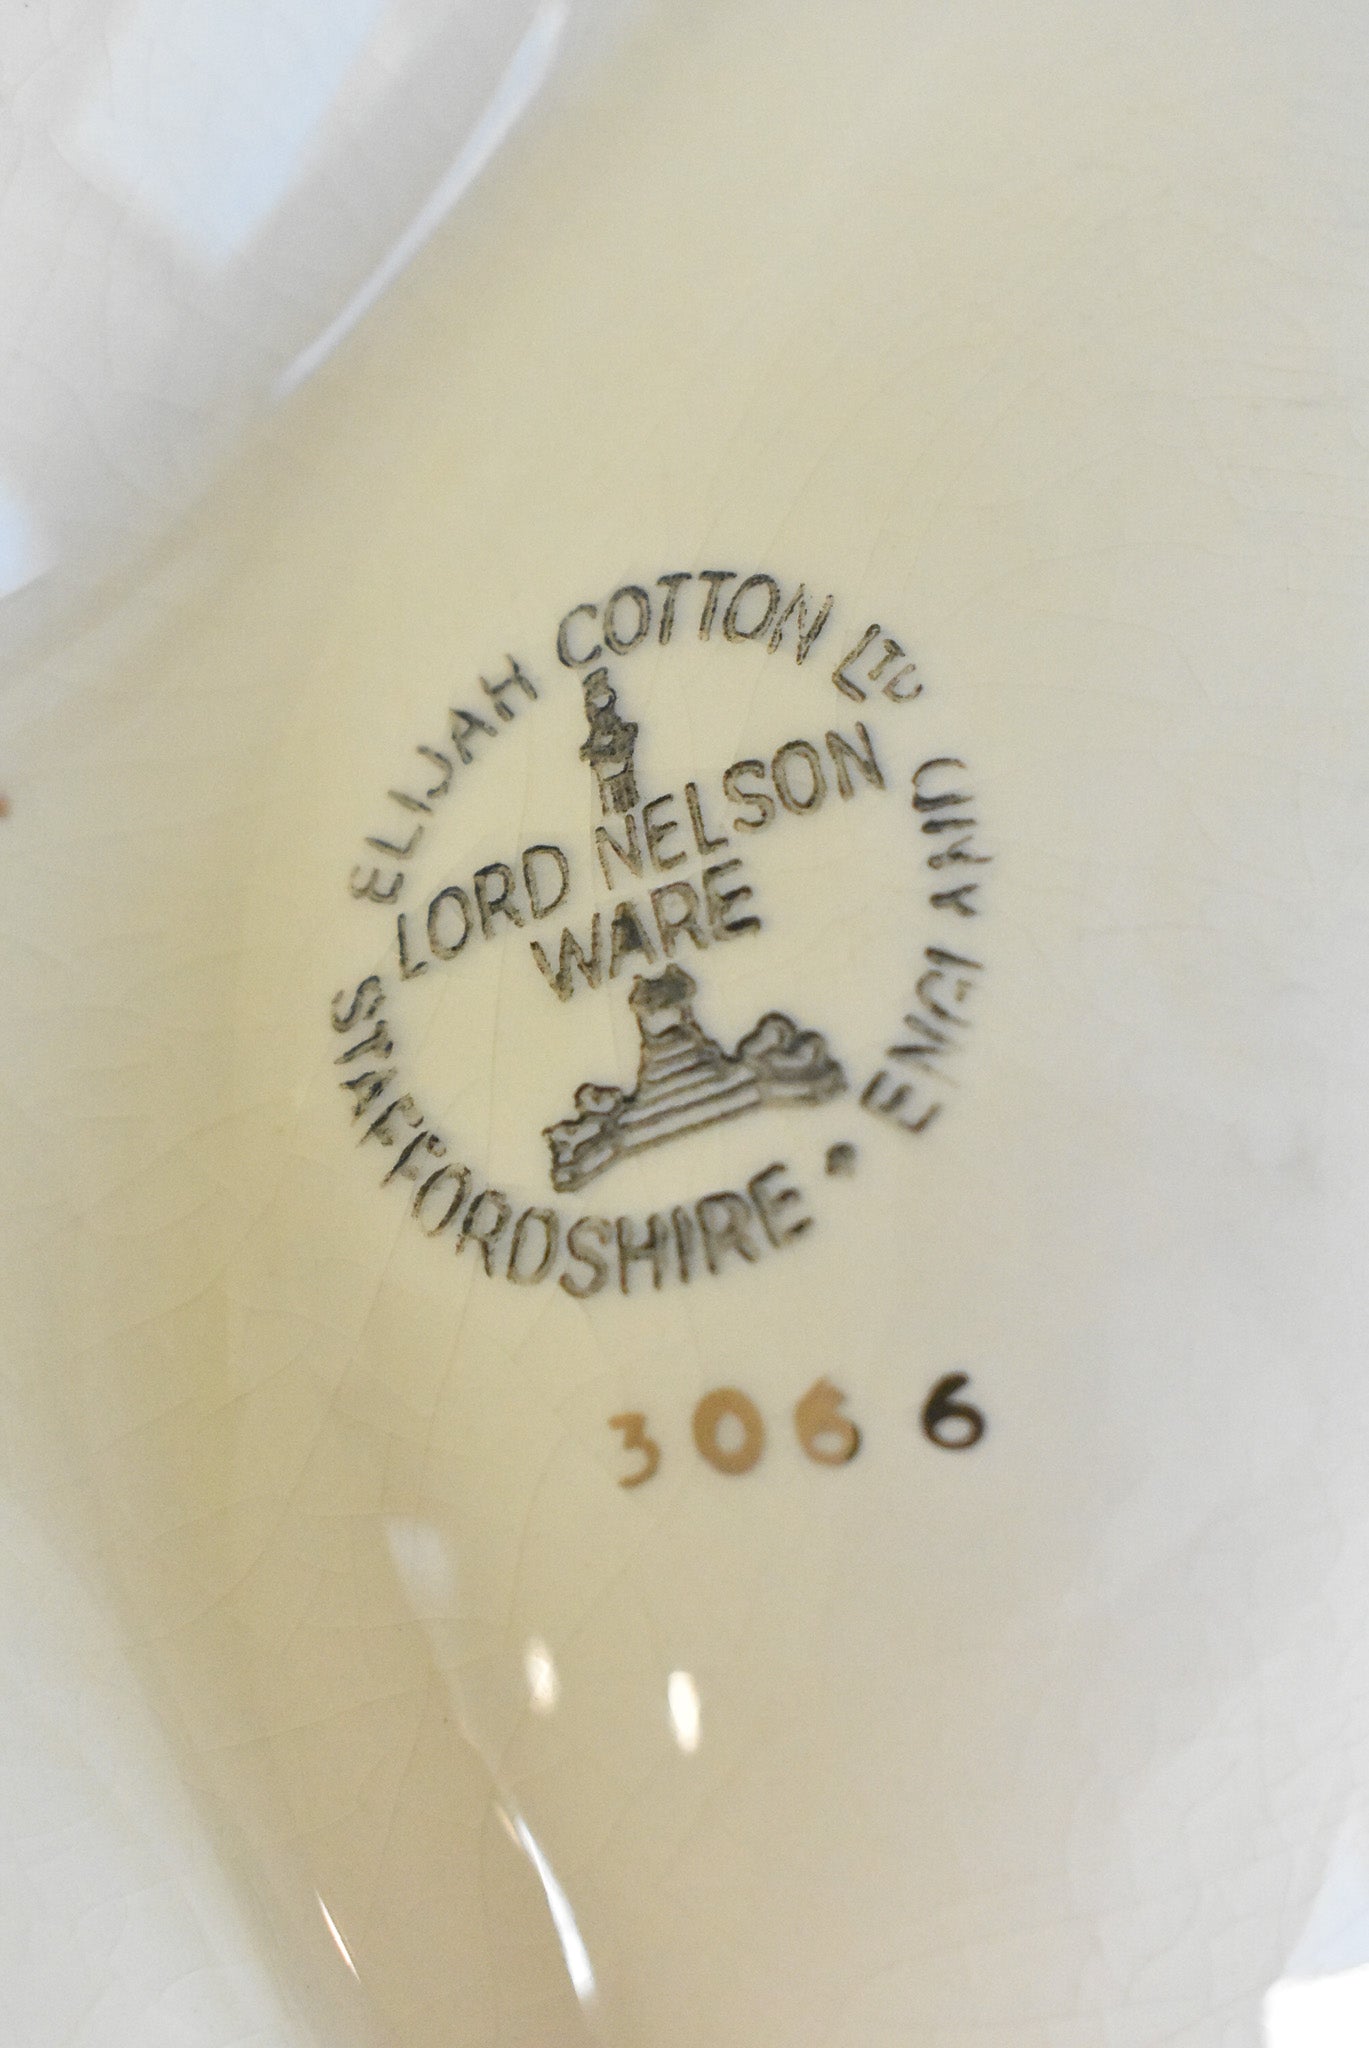 ELIJAH COTTON LTD
LORD NELSON
WARE
STAFFORDSHIRE • ENGLAND
3066